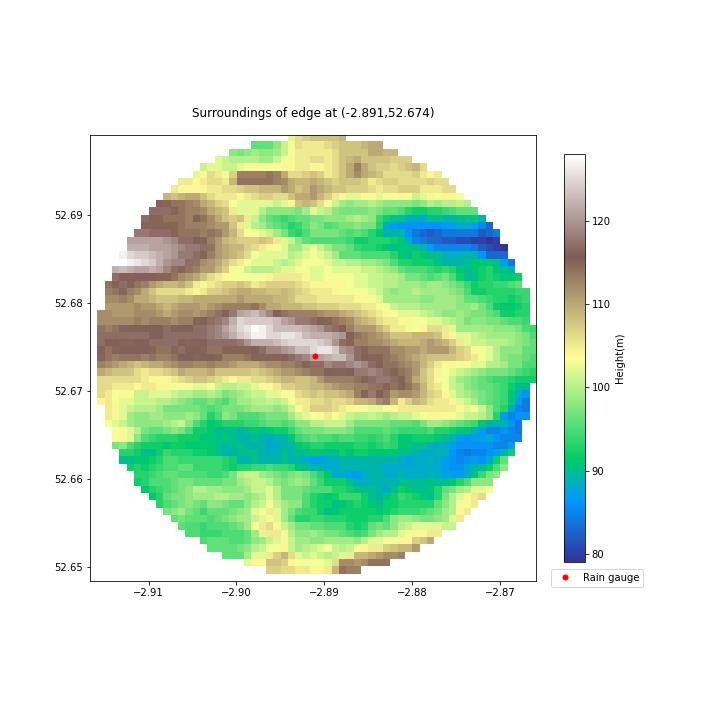 Surroundings of edge at (-2.891,52.674)
52.69
52.68
52.67
52.66
52.65
−2.91 −2.90 −2.89 −2.88 −2.87
120
110
100
90
80
Height(m)
Rain gauge